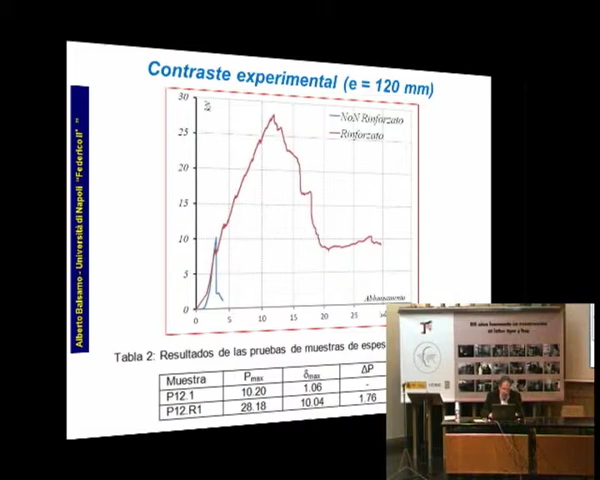 Contraste experimental (e = 120 mm)
Alberto Balsamo - Università di Napoli "Federico II"
30
kN
NoN Rinforzato
Rinforzato
25
20
15
10
5
0
0 5 10 15 20 25
Abbassamento
Tabla 2: Resultados de las pruebas de muestras de espes
Muestra Pmax δmax ΔP
P12.1 10.20 1.06 -
P12.R1 28.18 10.04 1.76